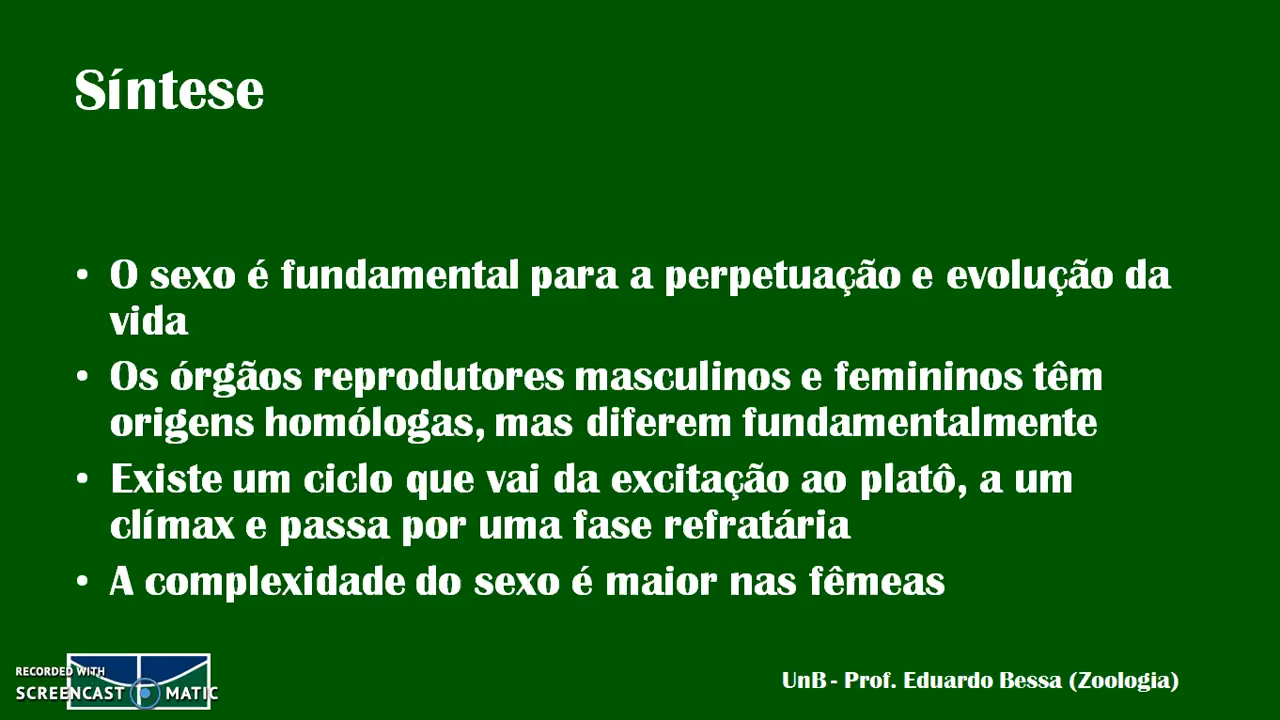 Síntese
• O sexo é fundamental para a perpetuação e evolução da
vida
• Os órgãos reprodutores masculinos e femininos têm
origens homólogas, mas diferem fundamentalmente
• Existe um ciclo que vai da excitação ao platô, a um
clímax e passa por uma fase refratária
• A complexidade do sexo é maior nas fêmeas
RECORDED WITH
SCREENCAST MATIC
UnB - Prof. Eduardo Bessa (Zoologia)